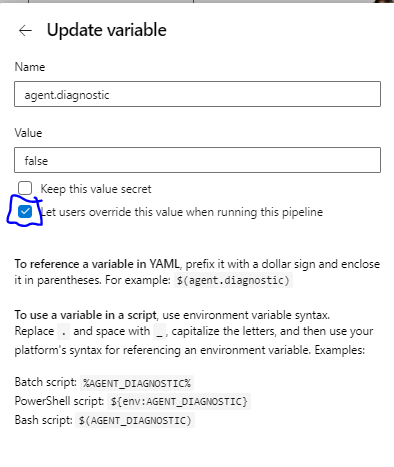 Update variable
Name
agent.diagnostic
Value
false
Keep this value secret
Let users override this value when running this pipeline
To reference a variable in YAML, prefix it with a dollar sign and enclose
it in parentheses. For example: $(agent.diagnostic)
To use a variable in a script, use environment variable syntax.
Replace . and space with _, capitalize the letters, and then use your
platform's syntax for referencing an environment variable. Examples:
Batch script: %AGENT_DIAGNOSTIC%
PowerShell script: ${env:AGENT_DIAGNOSTIC}
Bash script: $(AGENT_DIAGNOSTIC)